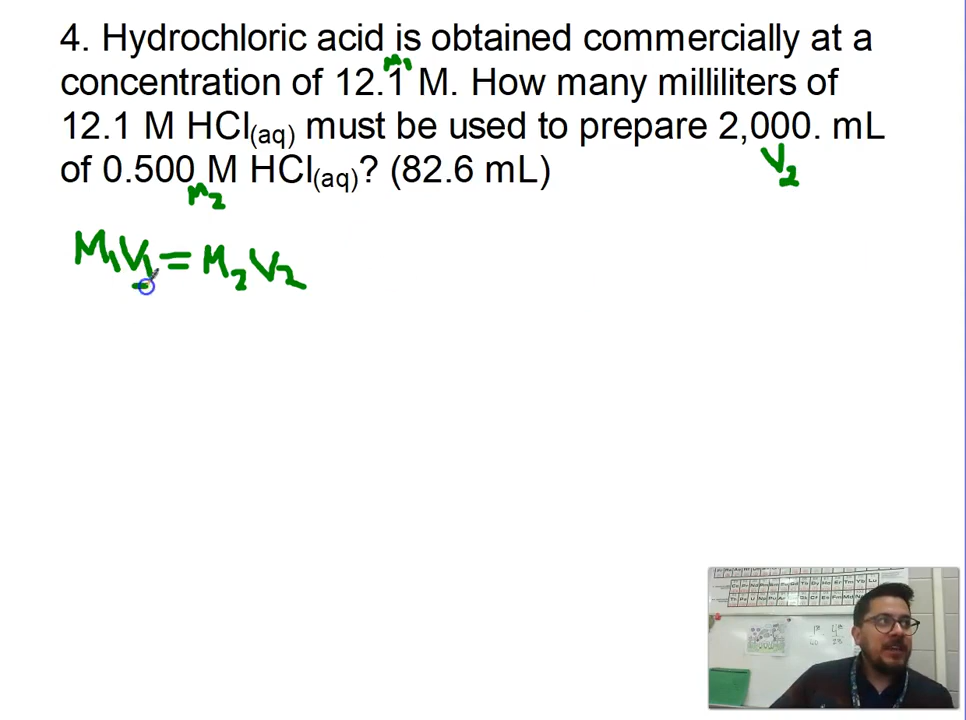 4. Hydrochloric acid is obtained commercially at a
M₁
concentration of 12.1 M. How many milliliters of
12.1 M HCl(aq) must be used to prepare 2,000. mL
V₂
of 0.500 M HCl(aq)? (82.6 mL)
M₂
M₁V₁ = M₂V₂